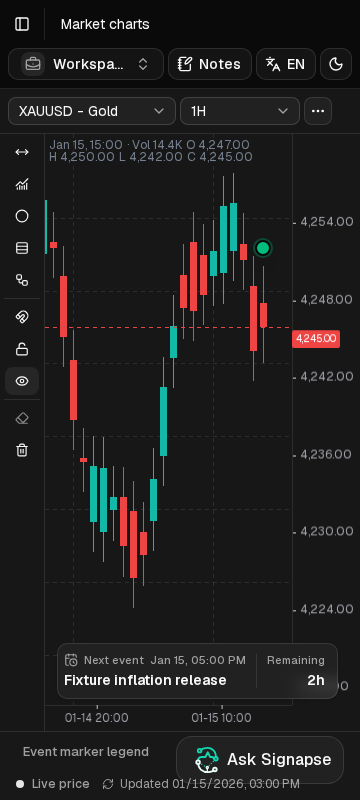 Market charts
Workspa...
Notes
EN
XAUUSD – Gold
1H
Jan 15, 15:00 · Vol 14.4K O 4,247.00
H 4,250.00 L 4,242.00 C 4,245.00
4,254.00
4,248.00
4,245.00
4,242.00
4,236.00
4,230.00
4,224.00
Next event Jan 15, 05:00 PM
Remaining
Fixture inflation release
2h
01-14 20:00
01-15 10:00
Event marker legend
Ask Signapse
Live price
Updated 01/15/2026, 03:00 PM